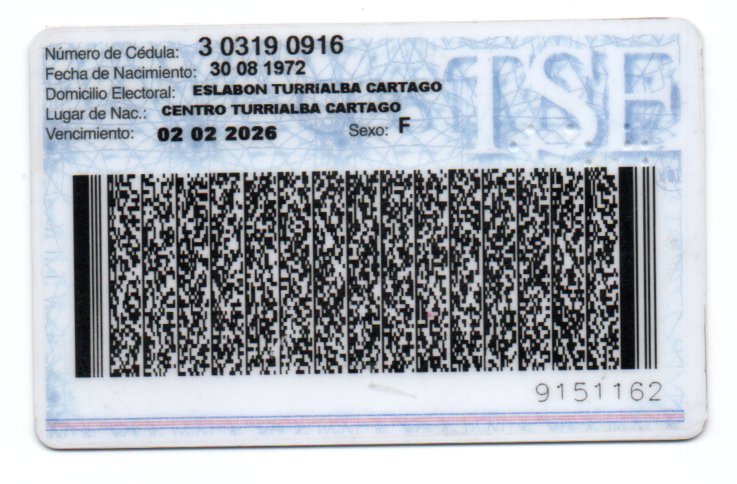 Número de Cédula: 3 0319 0916
Fecha de Nacimiento: 30 08 1972
Domicilio Electoral: ESLABON TURRIALBA CARTAGO
Lugar de Nac.: CENTRO TURRIALBA CARTAGO
Vencimiento: 02 02 2026 Sexo: F
TSE
9151162